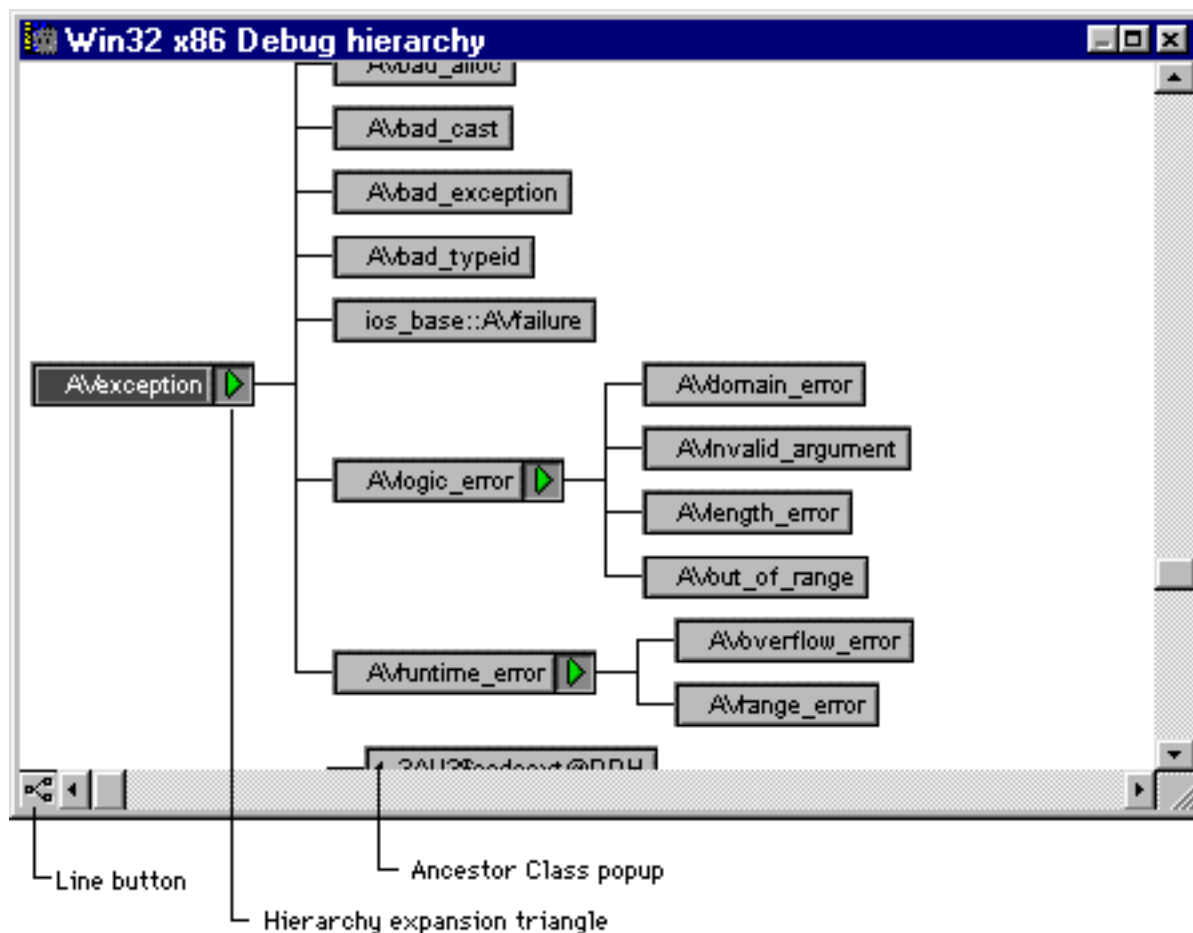 Win32 x86 Debug hierarchy
AVbad_alloc
AVbad_cast
AVbad_exception
AVbad_typeid
ios_base::AVfailure
AVexception
AVdomain_error
AVinvalid_argument
AVlogic_error
AVlength_error
AVout_of_range
AVoverflow_error
AVruntime_error
AVrange_error
Line button
Ancestor Class popup
Hierarchy expansion triangle